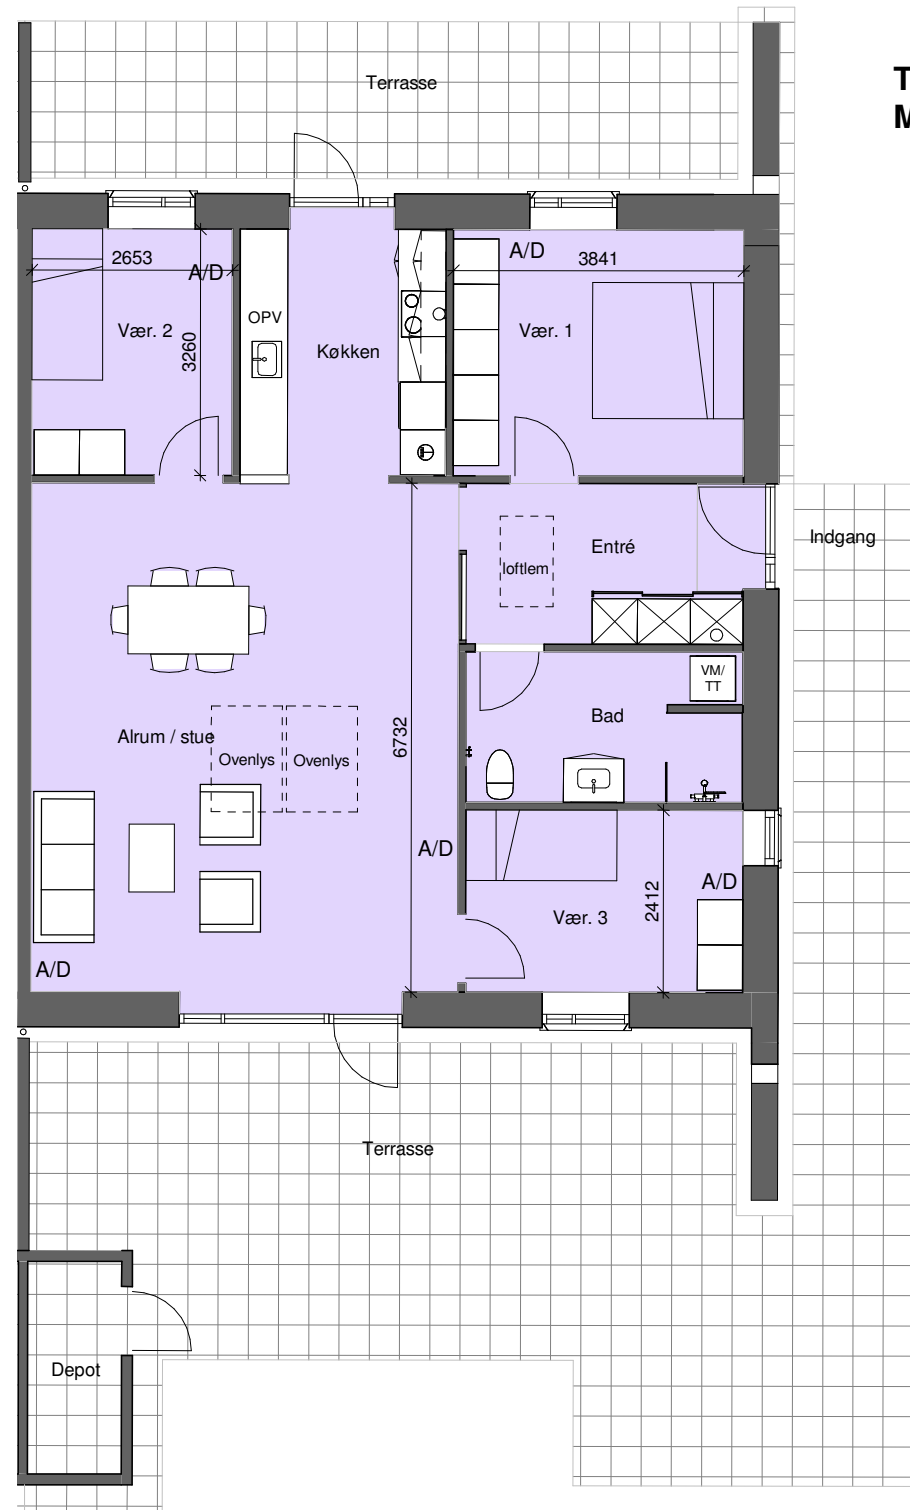 Terrasse
T
M
A/D
2653
A/D
3841
OPV
Vær. 2
3260
Køkken
Vær. 1
Indgang
Entré
loftlem
VM/
TT
Bad
Alrum / stue
6732
Ovenlys
Ovenlys
A/D
A/D
2412
Vær. 3
A/D
Terrasse
Depot